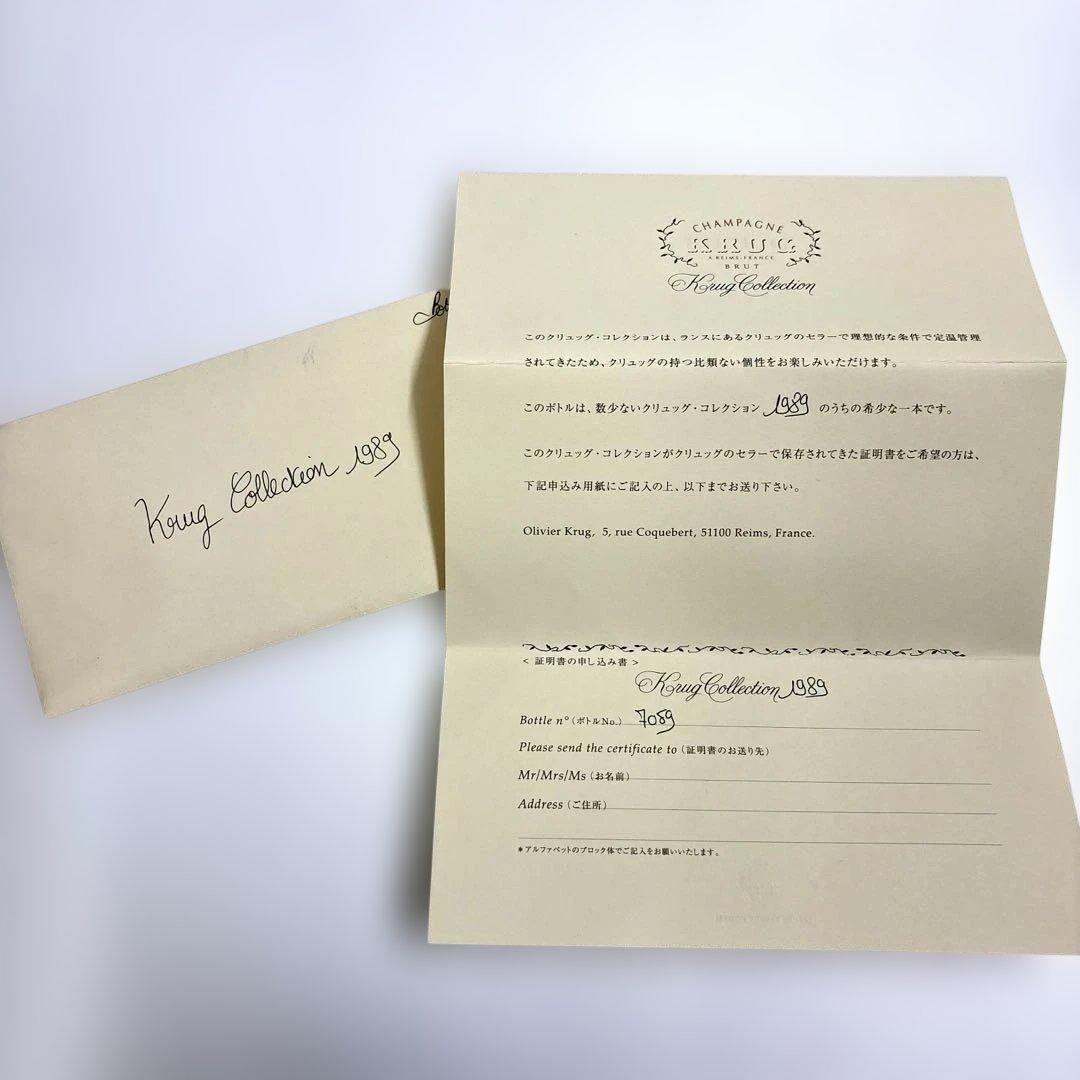 Krug Collection 1989
CHAMPAGNE
KRUG
A REIMS-FRANCE
BRUT
Krug Collection
このクリュッグ・コレクションは、ランスにあるクリュッグのセラーで理想的な条件で定温管理
されてきたため、クリュッグの持つ比類ない個性をお楽しみいただけます。
このボトルは、数少ないクリュッグ・コレクション 1989 のうちの希少な一本です。
このクリュッグ・コレクションがクリュッグのセラーで保存されてきた証明書をご希望の方は、
下記申込み用紙にご記入の上、以下までお送り下さい。
Olivier Krug, 5, rue Coquebert, 51100 Reims, France.
< 証明書の申し込み書 >
Krug Collection 1989
Bottle n° (ボトルNo.) 7089
Please send the certificate to (証明書のお送り先)
Mr/Mrs/Ms (お名前)
Address (ご住所)
*アルファベットのブロック体でご記入をお願いいたします。